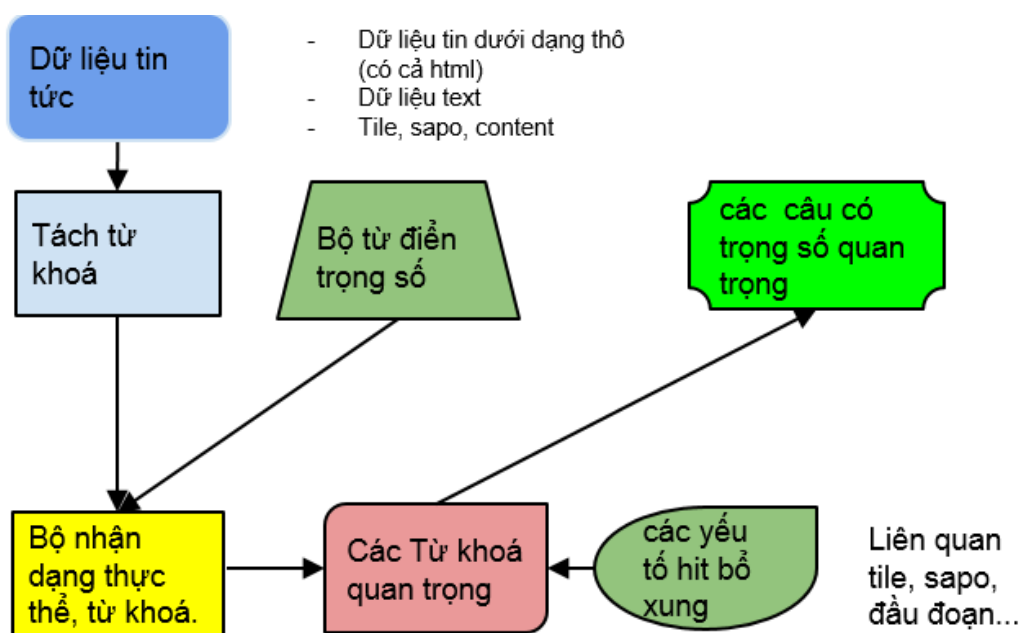 Dữ liệu tin
tức
- Dữ liệu tin dưới dạng thô
(có cả html)
- Dữ liệu text
- Tile, sapo, content
Tách từ
khoá
Bộ từ điển
trọng số
các câu có
trọng số quan
trọng
Bộ nhận
dạng thực
thể, từ khoá.
Các Từ khoá
quan trọng
các yếu
tố hit bổ
xung
Liên quan
tile, sapo,
đầu đoạn...